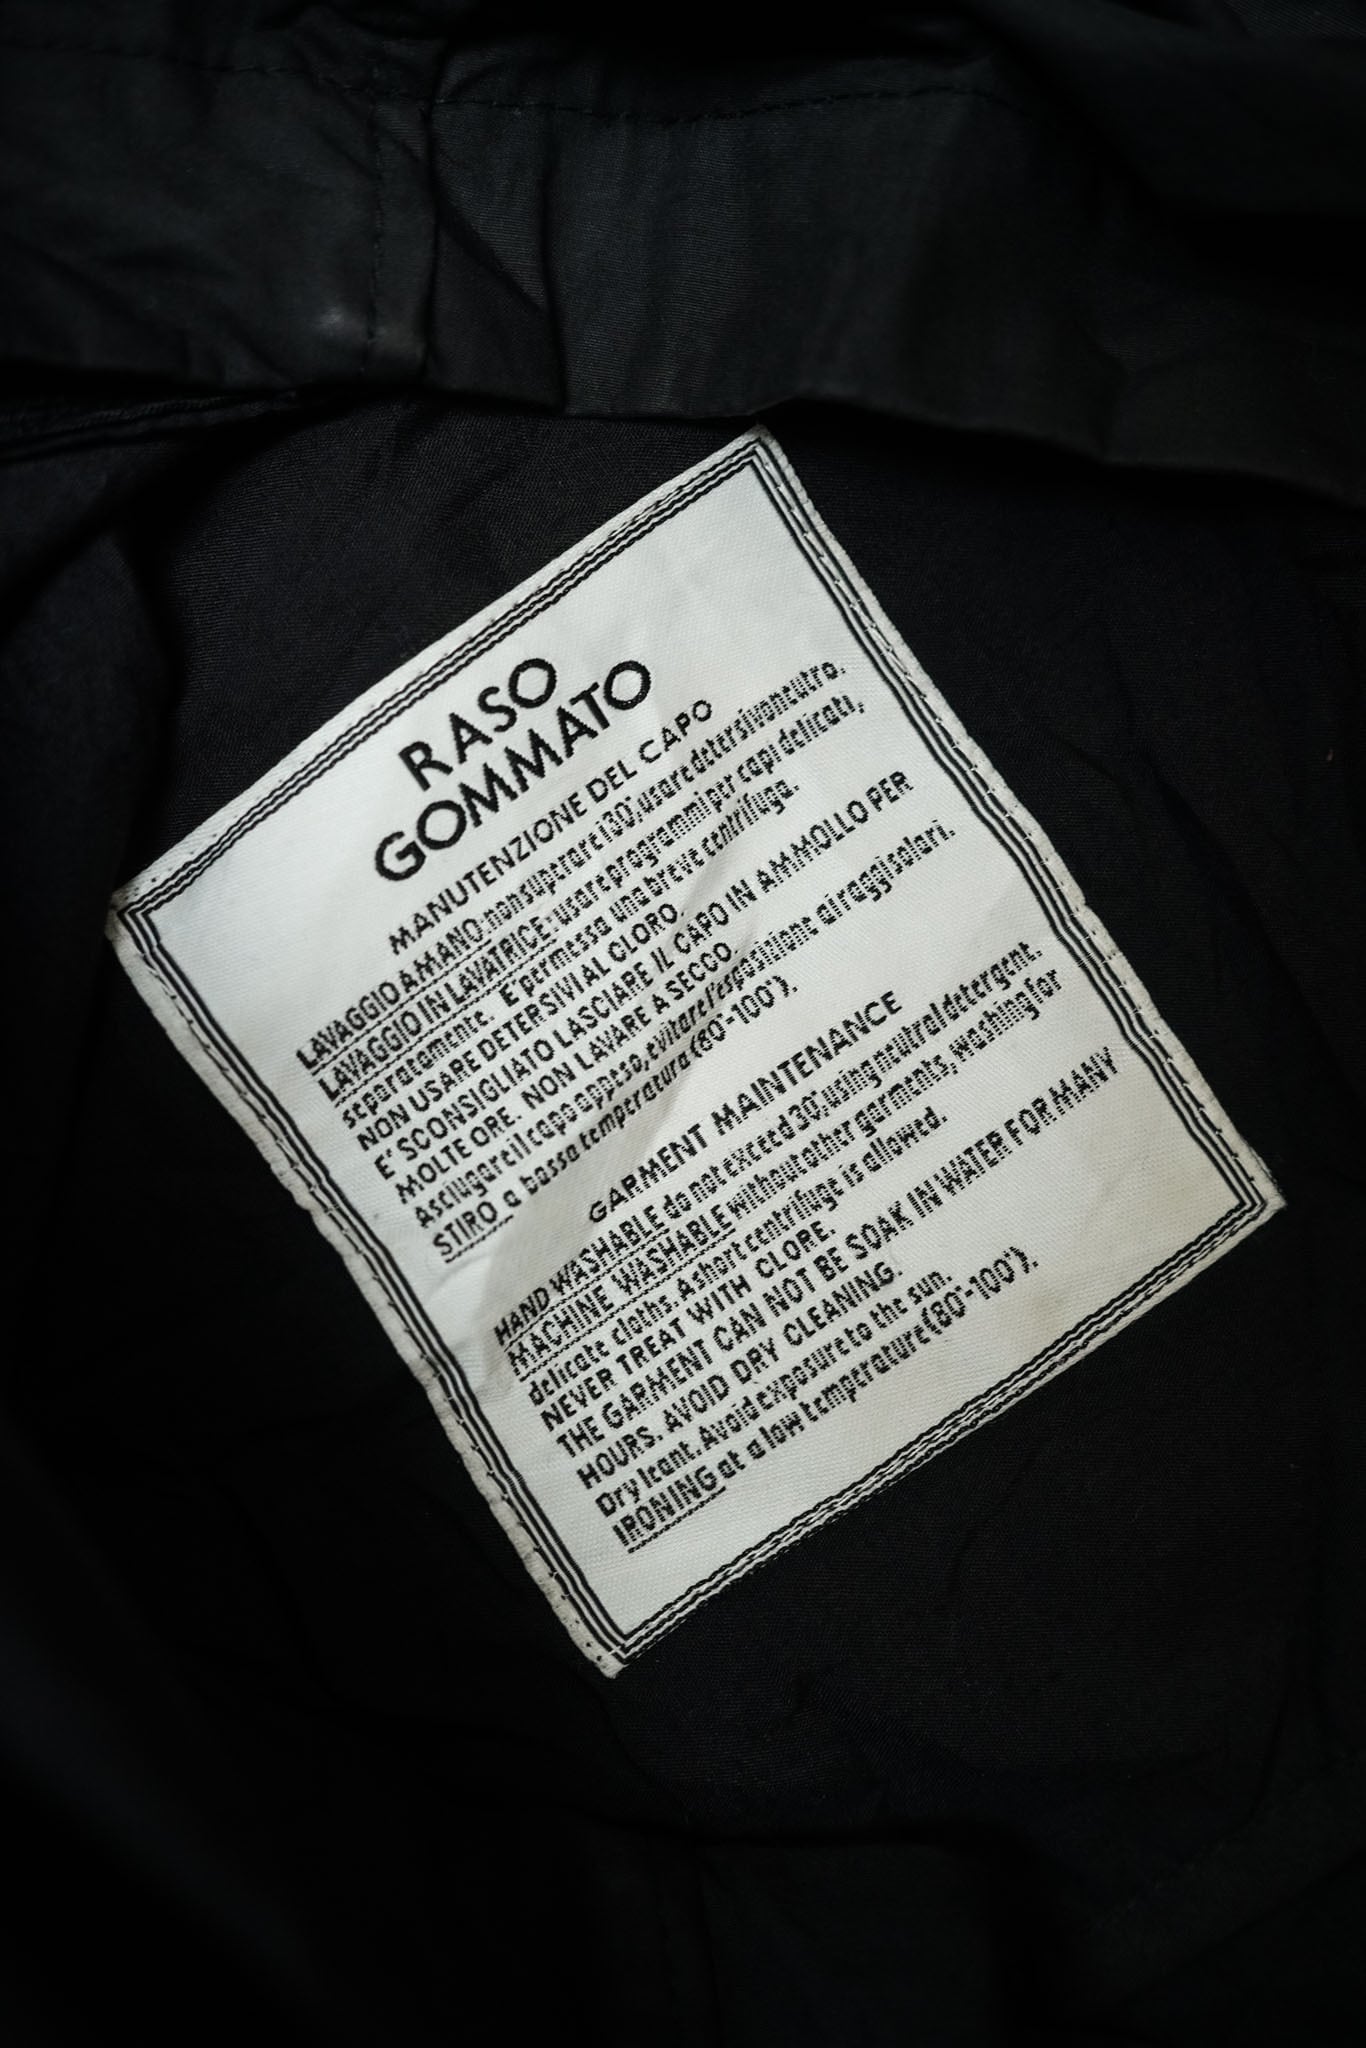 RASO
GOMMATO
MANUTENZIONE DEL CAPO
LAVAGGIO A MANO: non superare i 30°, usare detersivo neutro.
LAVAGGIO IN LAVATRICE: usare programmi per capi delicati,
separatamente. E' permessa una breve centrifuga.
NON USARE DETERSIVI AL CLORO.
E' SCONSIGLIATO LASCIARE IL CAPO IN AMMOLLO PER
MOLTE ORE. NON LAVARE A SECCO.
Asciugare il capo appeso, evitare l'esposizione ai raggi solari.
STIRO a bassa temperatura (80°-100°).
GARMENT MAINTENANCE
HAND WASHABLE do not exceed 30°, using neutral detergent.
MACHINE WASHABLE without other garments, washing for
delicate cloths. A short centrifuge is allowed.
NEVER TREAT WITH CLORE.
THE GARMENT CAN NOT BE SOAK IN WATER FOR MANY
HOURS. AVOID DRY CLEANING.
Dry leant. Avoid exposure to the sun.
IRONING at a low temperature (80°-100°).